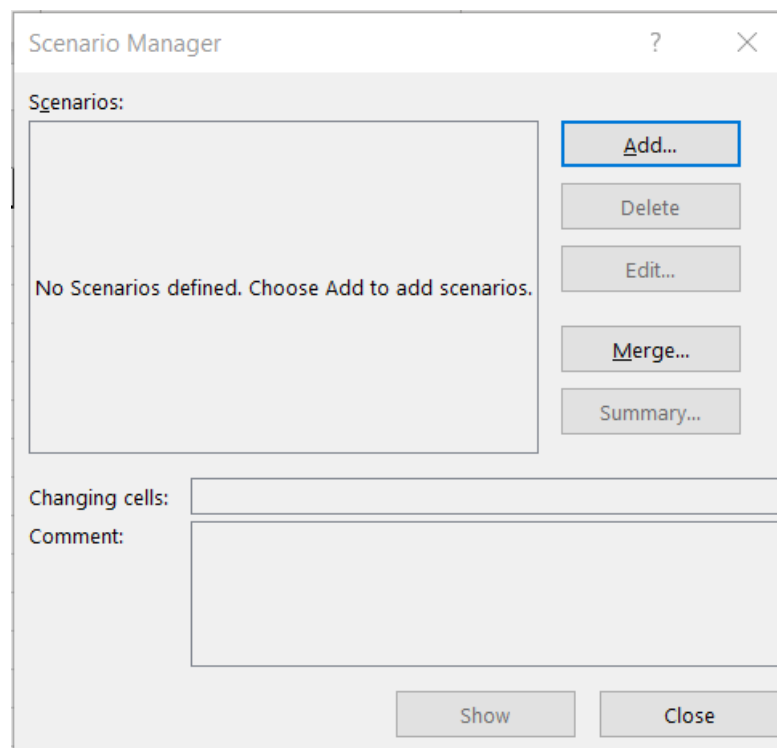 Scenario Manager
?
Scenarios:
Add...
Delete
Edit...
No Scenarios defined. Choose Add to add scenarios.
Merge...
Summary...
Changing cells:
Comment:
Show
Close